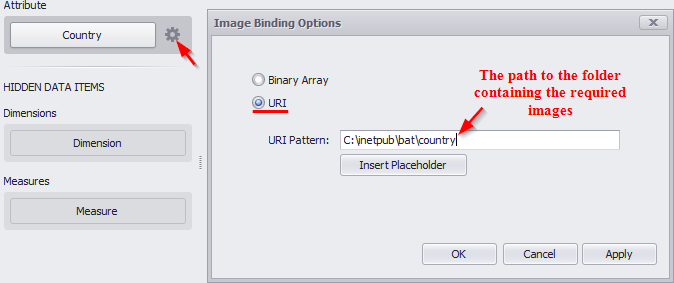 Attribute
Country
HIDDEN DATA ITEMS
Dimensions
Dimension
Measures
Measure
Image Binding Options
Binary Array
URI
The path to the folder
containing the required
images
URI Pattern: C:\inetpub\bat\country
Insert Placeholder
OK Cancel Apply